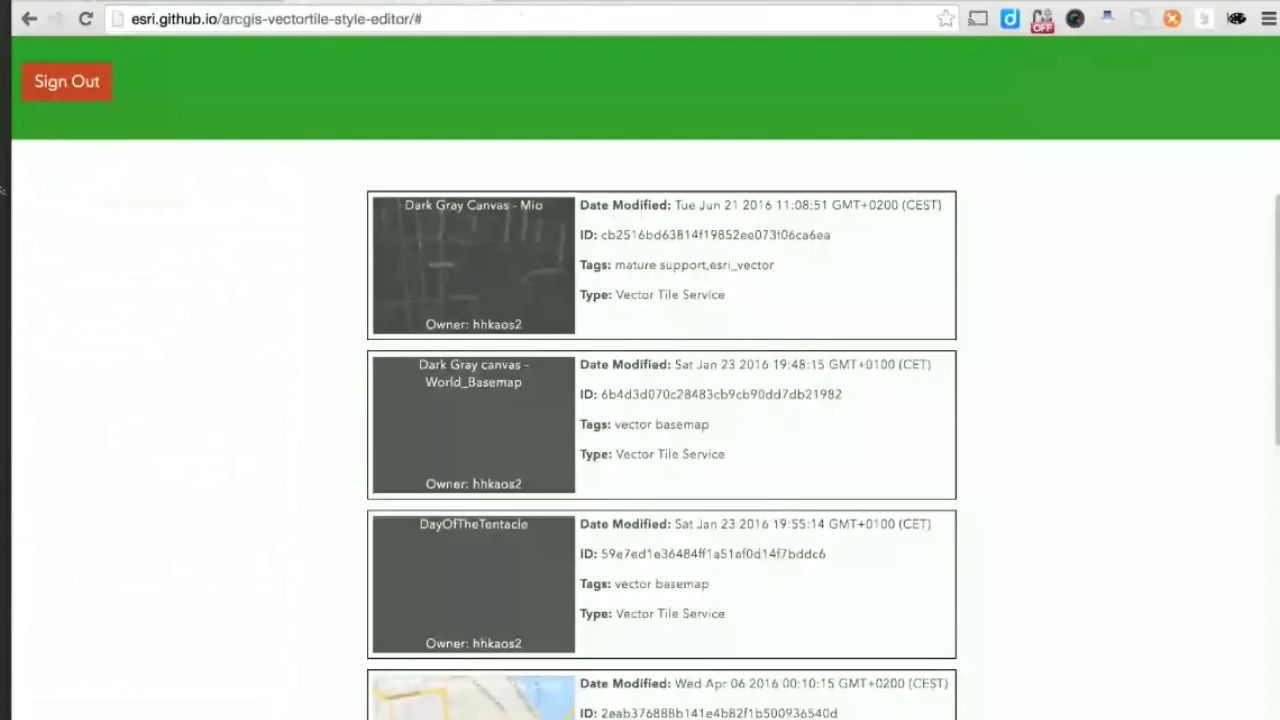 esri.github.io/arcgis-vectortile-style-editor/#
OFF
Sign Out
Dark Gray Canvas - Mio
Owner: hhkaos2
Date Modified: Tue Jun 21 2016 11:08:51 GMT+0200 (CEST)
ID: cb2516bd63814f19852ee073f06ca6ea
Tags: mature support,esri_vector
Type: Vector Tile Service
Dark Gray canvas -
World_Basemap
Owner: hhkaos2
Date Modified: Sat Jan 23 2016 19:48:15 GMT+0100 (CET)
ID: 6b4d3d070c28483cb9cb90dd7db21982
Tags: vector basemap
Type: Vector Tile Service
DayOfTheTentacle
Owner: hhkaos2
Date Modified: Sat Jan 23 2016 19:55:14 GMT+0100 (CET)
ID: 59e7ed1e36484ff1a51af0d14f7bddc6
Tags: vector basemap
Type: Vector Tile Service
Date Modified: Wed Apr 06 2016 00:10:15 GMT+0200 (CEST)
ID: 2eab376888b141e4b82f1b500936540d